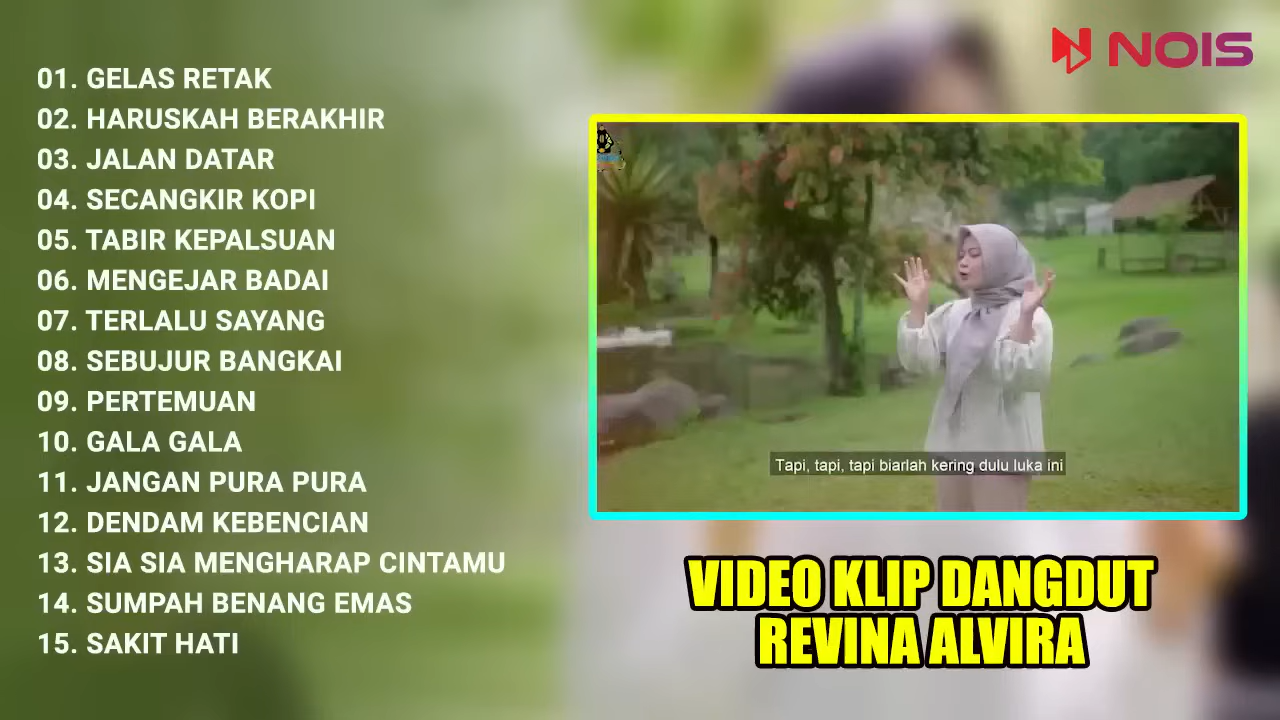 01. GELAS RETAK
02. HARUSKAH BERAKHIR
03. JALAN DATAR
04. SECANGKIR KOPI
05. TABIR KEPALSUAN
06. MENGEJAR BADAI
07. TERLALU SAYANG
08. SEBUJUR BANGKAI
09. PERTEMUAN
10. GALA GALA
11. JANGAN PURA PURA
12. DENDAM KEBENCIAN
13. SIA SIA MENGHARAP CINTAMU
14. SUMPAH BENANG EMAS
15. SAKIT HATI
NOIS
Tapi, tapi, tapi biarlah kering dulu luka ini
VIDEO KLIP DANGDUT
REVINA ALVIRA